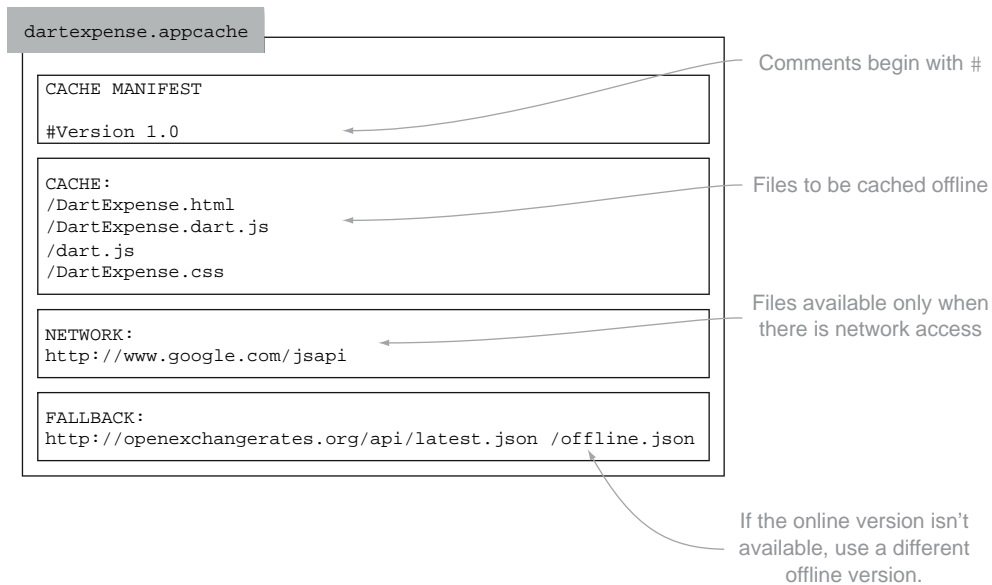 dartexpense.appcache
CACHE MANIFEST
#Version 1.0
Comments begin with #
CACHE:
/DartExpense.html
/DartExpense.dart.js
/dart.js
/DartExpense.css
Files to be cached offline
NETWORK:
http://www.google.com/jsapi
Files available only when
there is network access
FALLBACK:
http://openexchangerates.org/api/latest.json /offline.json
If the online version isn't
available, use a different
offline version.